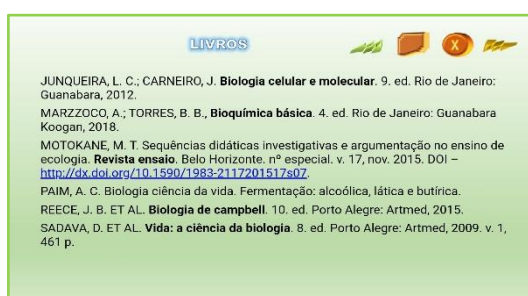 LIVROS
X
JUNQUEIRA, L. C.; CARNEIRO, J. Biologia celular e molecular. 9. ed. Rio de Janeiro:
Guanabara, 2012.
MARZZOCO, A.; TORRES, B. B., Bioquímica básica. 4. ed. Rio de Janeiro: Guanabara
Koogan, 2018.
MOTOKANE, M. T. Sequências didáticas investigativas e argumentação no ensino de
ecologia. Revista ensaio. Belo Horizonte. nº especial. v. 17, nov. 2015. DOI –
http://dx.doi.org/10.1590/1983-2117201517s07.
PAIM, A. C. Biologia ciência da vida. Fermentação: alcoólica, lática e butírica.
REECE, J. B. ET AL. Biologia de campbell. 10. ed. Porto Alegre: Artmed, 2015.
SADAVA, D. ET AL. Vida: a ciência da biologia. 8. ed. Porto Alegre: Artmed, 2009. v. 1,
461 p.